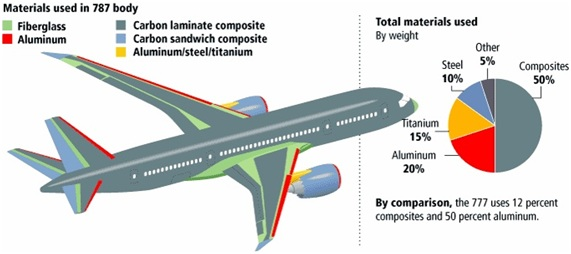 Materials used in 787 body
Fiberglass
Aluminum
Carbon laminate composite
Carbon sandwich composite
Aluminum/steel/titanium
Total materials used
By weight
Other
5%
Steel
10%
Composites
50%
Titanium
15%
Aluminum
20%
By comparison, the 777 uses 12 percent
composites and 50 percent aluminum.